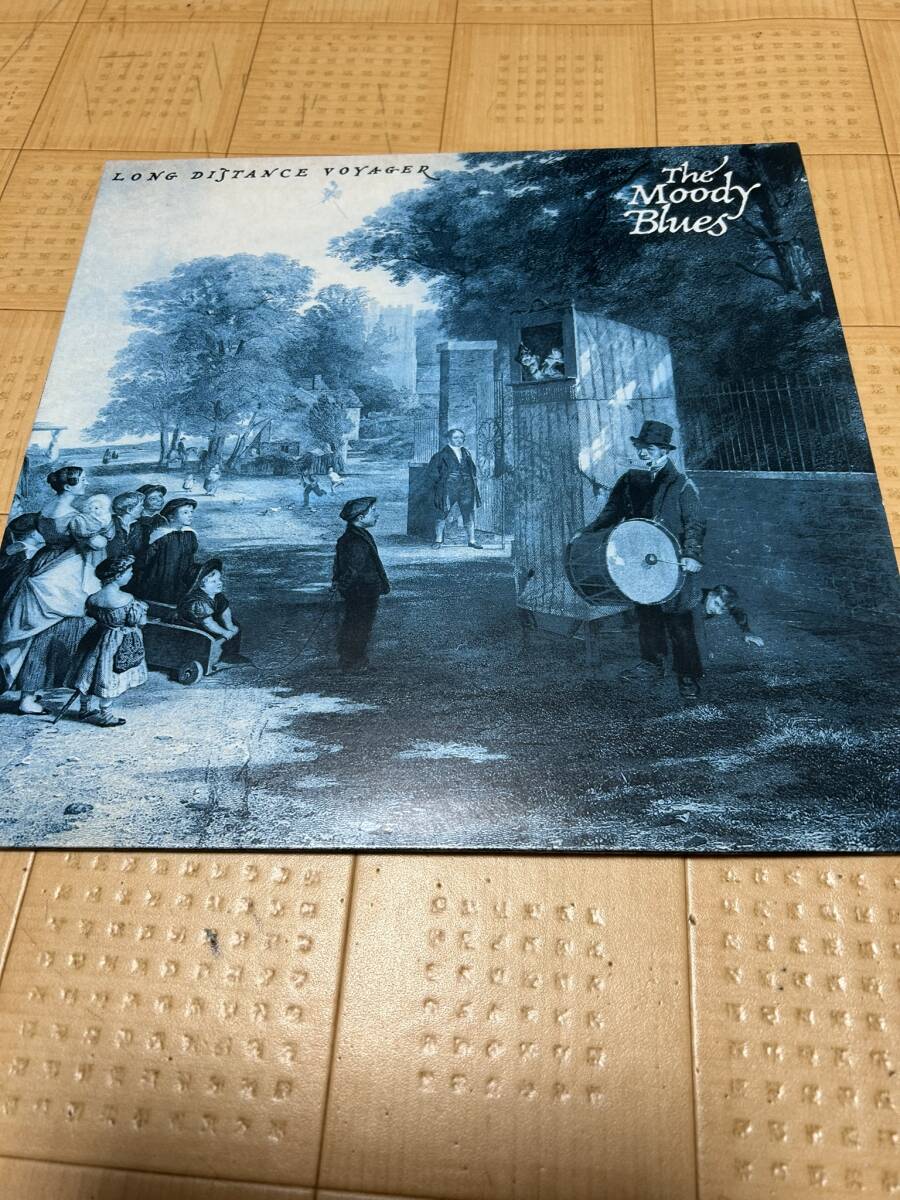 LONG DISTANCE VOYAGER
The
Moody
Blues